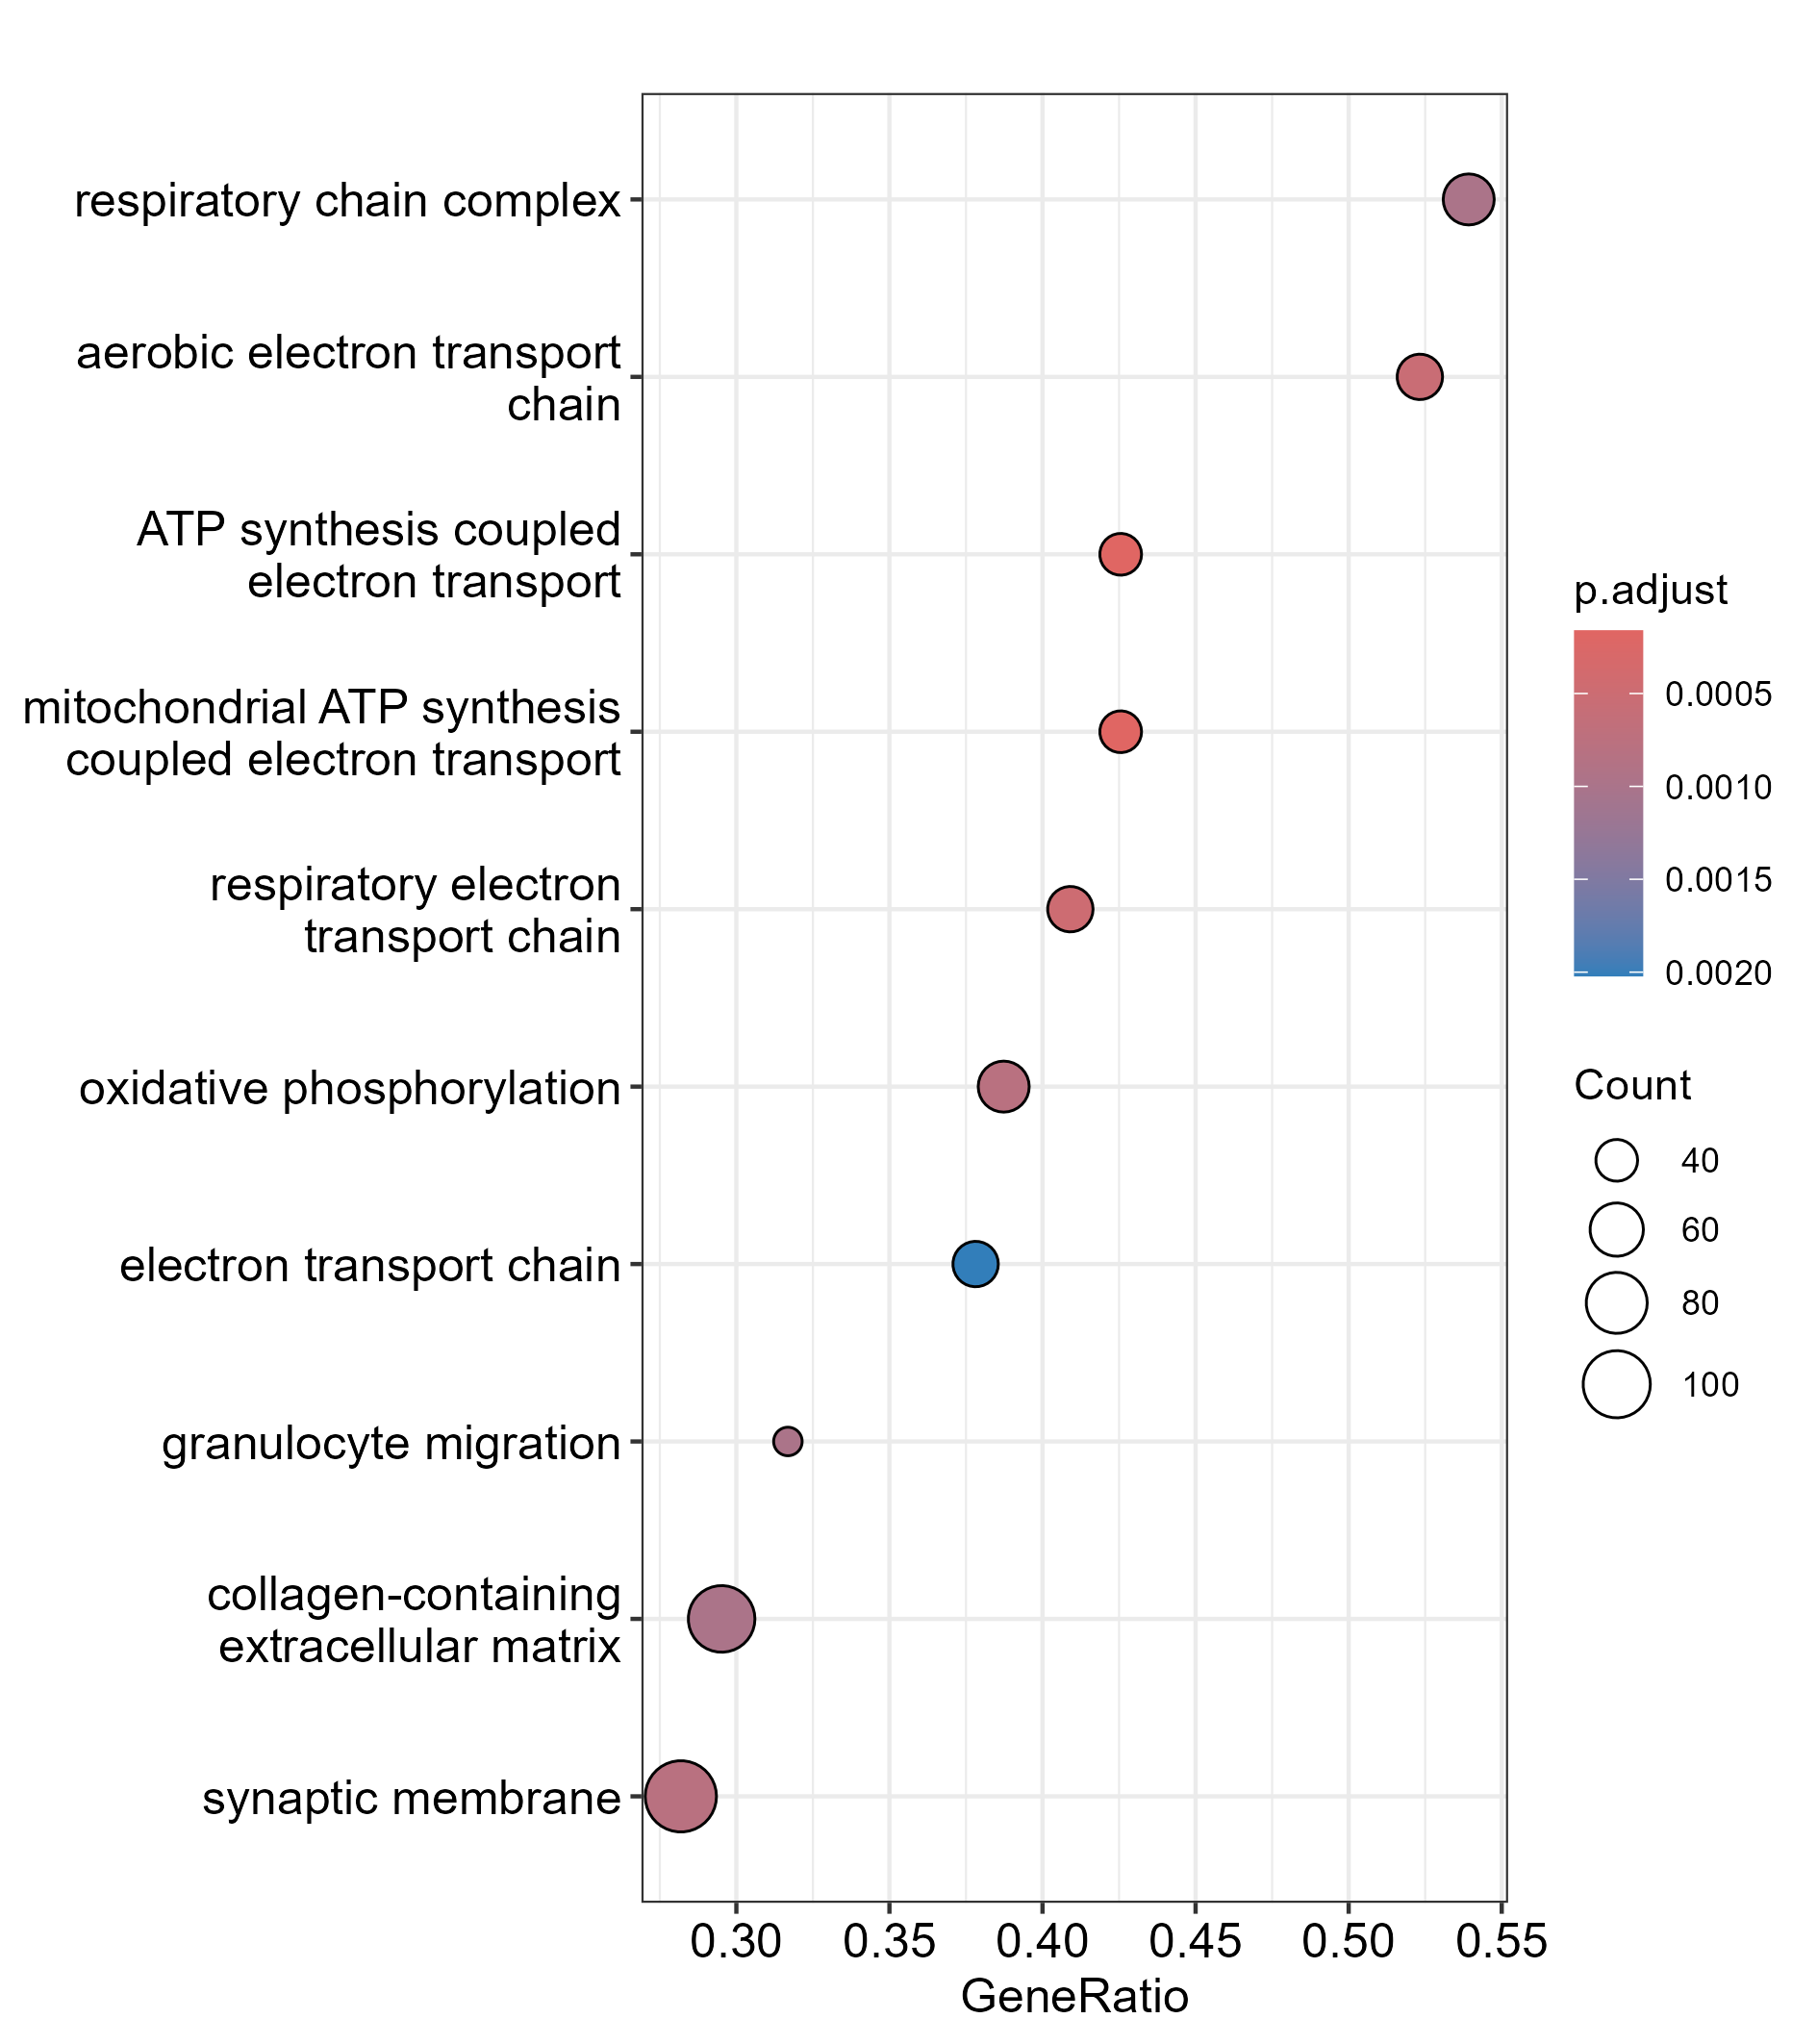 respiratory chain complex
aerobic electron transport
chain
ATP synthesis coupled
electron transport
mitochondrial ATP synthesis
coupled electron transport
respiratory electron
transport chain
oxidative phosphorylation
electron transport chain
granulocyte migration
collagen-containing
extracellular matrix
synaptic membrane
0.30
0.35
0.40
0.45
0.50
0.55
GeneRatio
p.adjust
0.0005
0.0010
0.0015
0.0020
Count
40
60
80
100